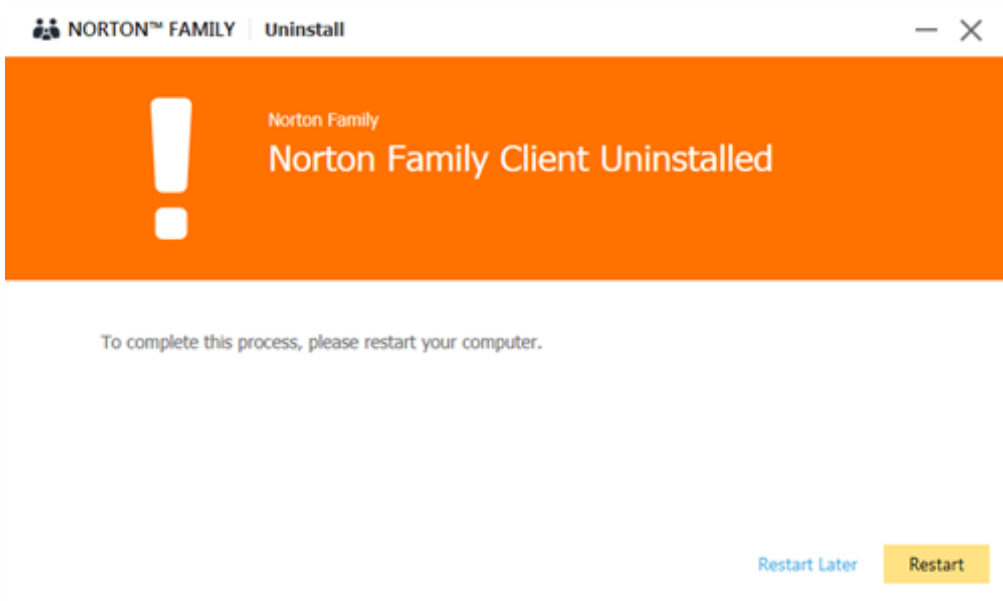 NORTON™ FAMILY Uninstall
Norton Family
Norton Family Client Uninstalled
To complete this process, please restart your computer.
Restart Later Restart